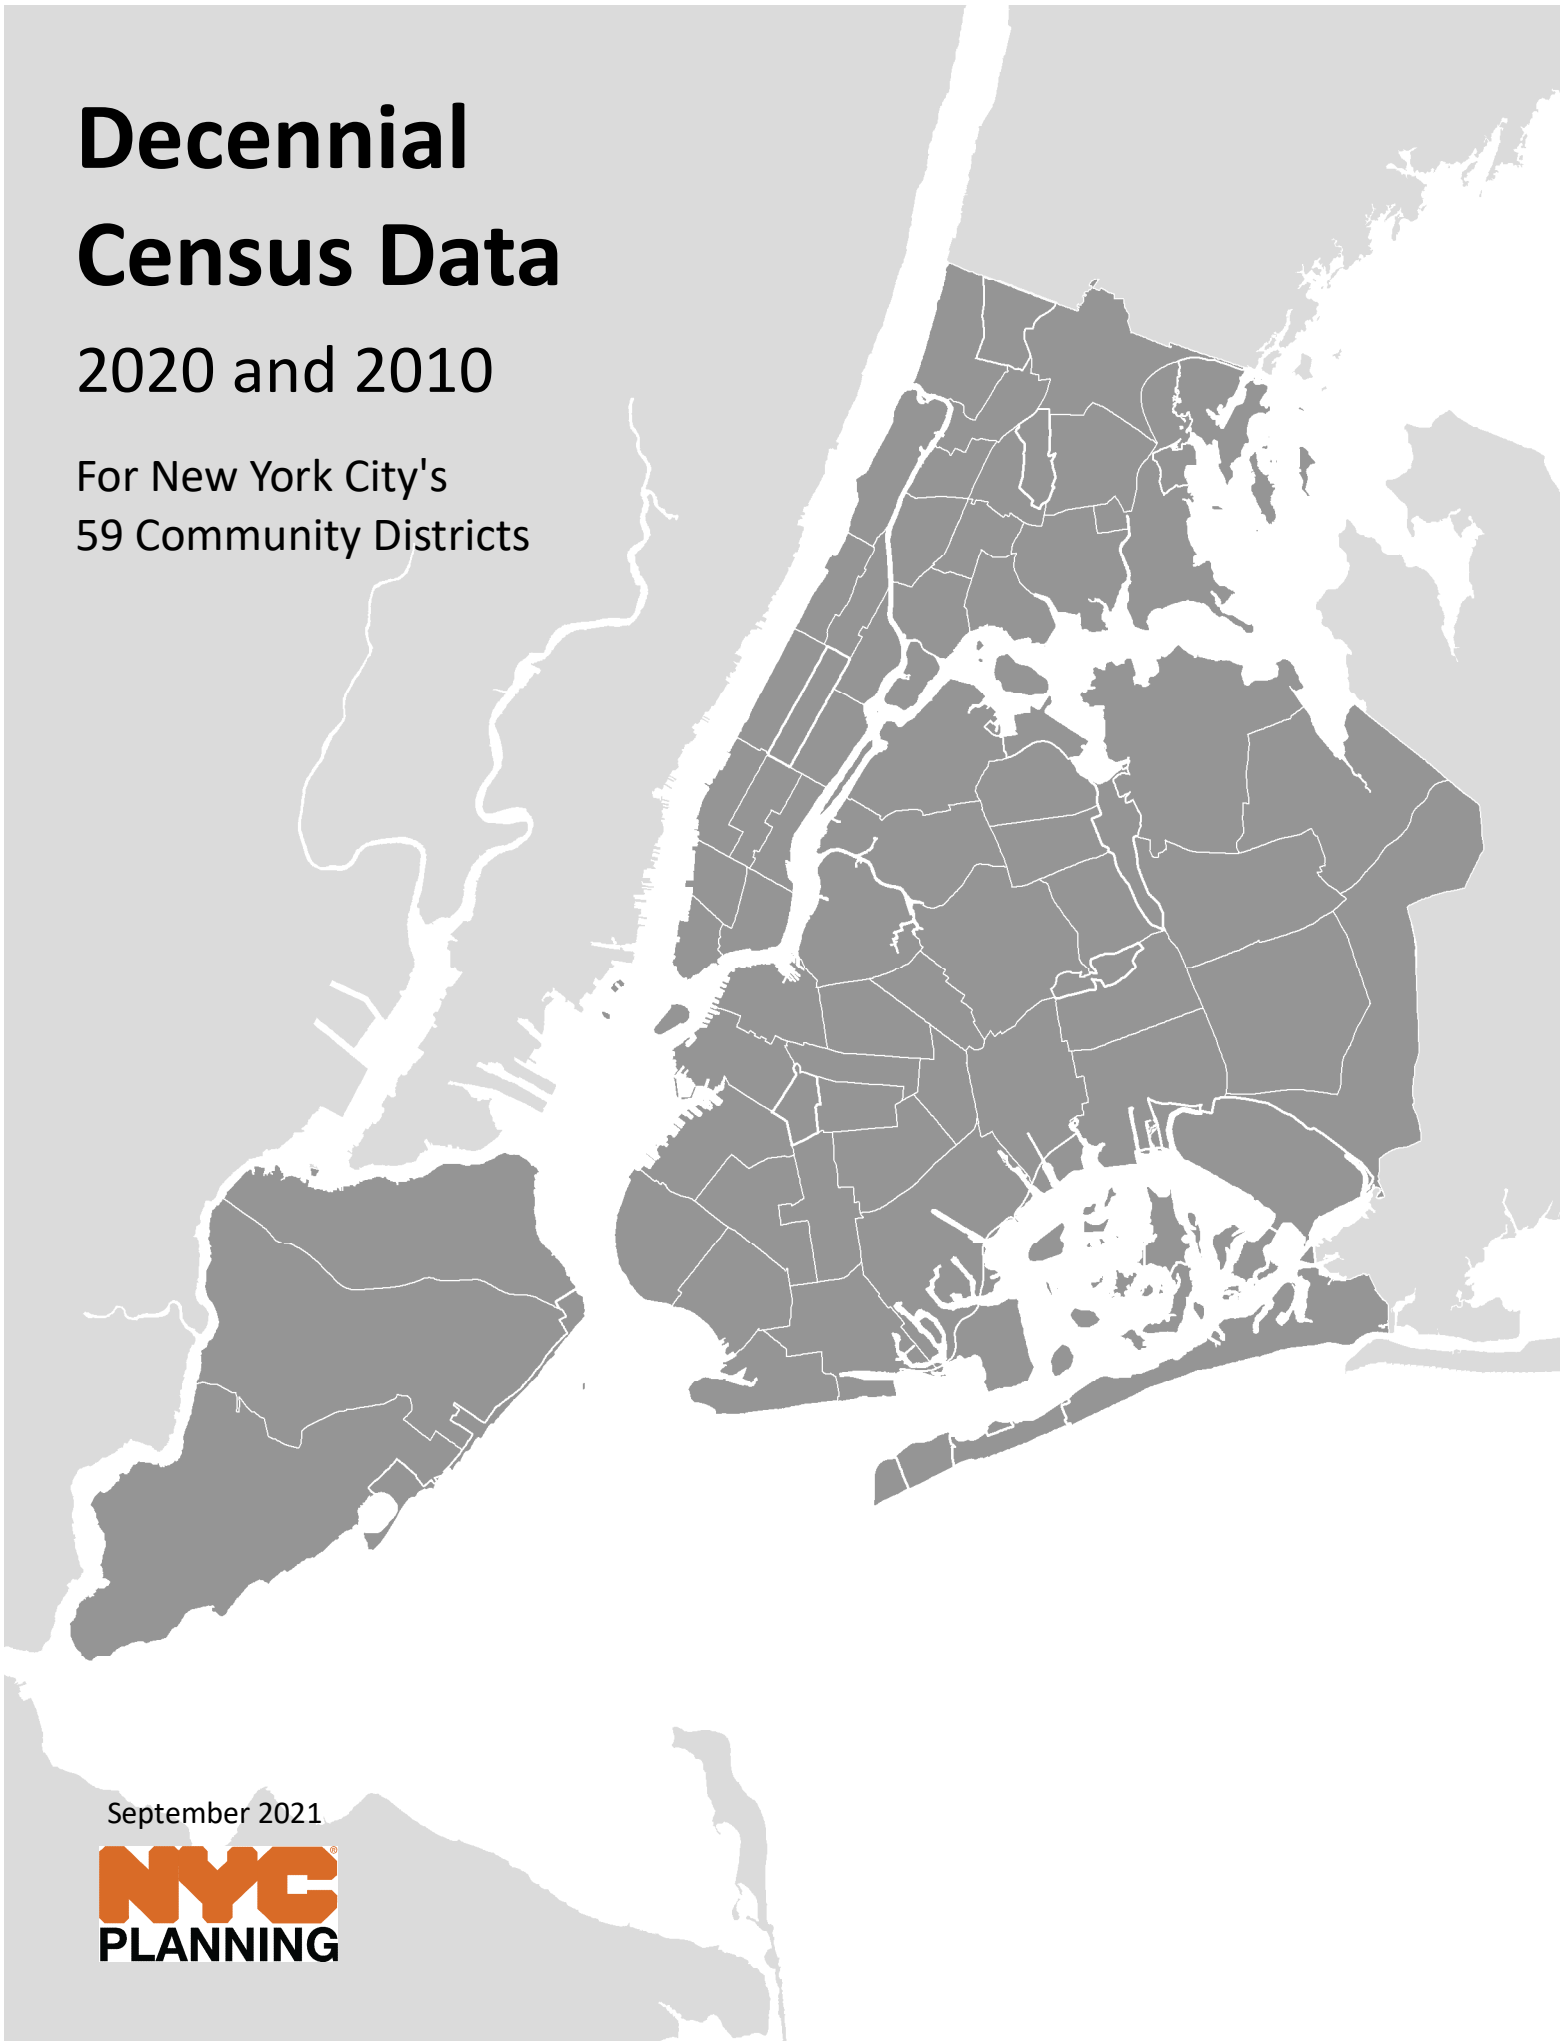 Decennial
Census Data
2020 and 2010
For New York City's
59 Community Districts
September 2021
NYC®
PLANNING